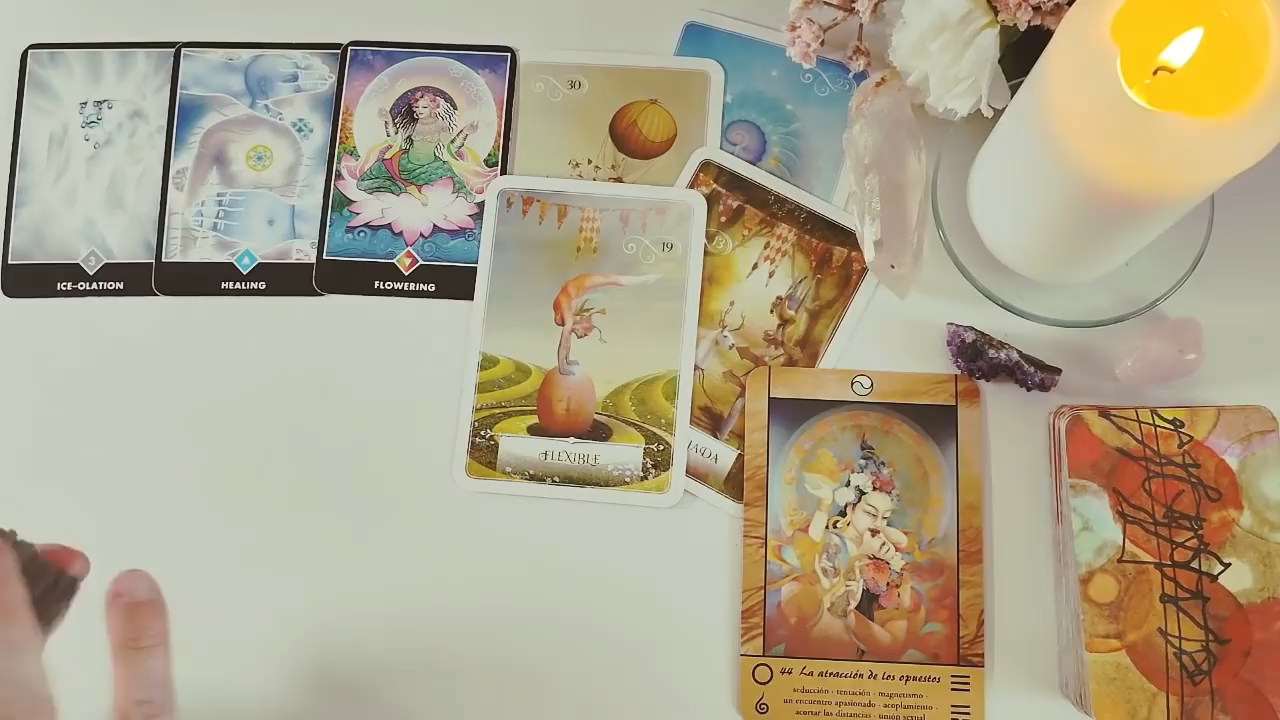 30
19
13
3
ICE-OLATION
HEALING
FLOWERING
FLEXIBLE
44 La atracción de los opuestos
seducción · tentación · magnetismo ·
un encuentro apasionado · acoplamiento ·
acortar las distancias · unión sexual